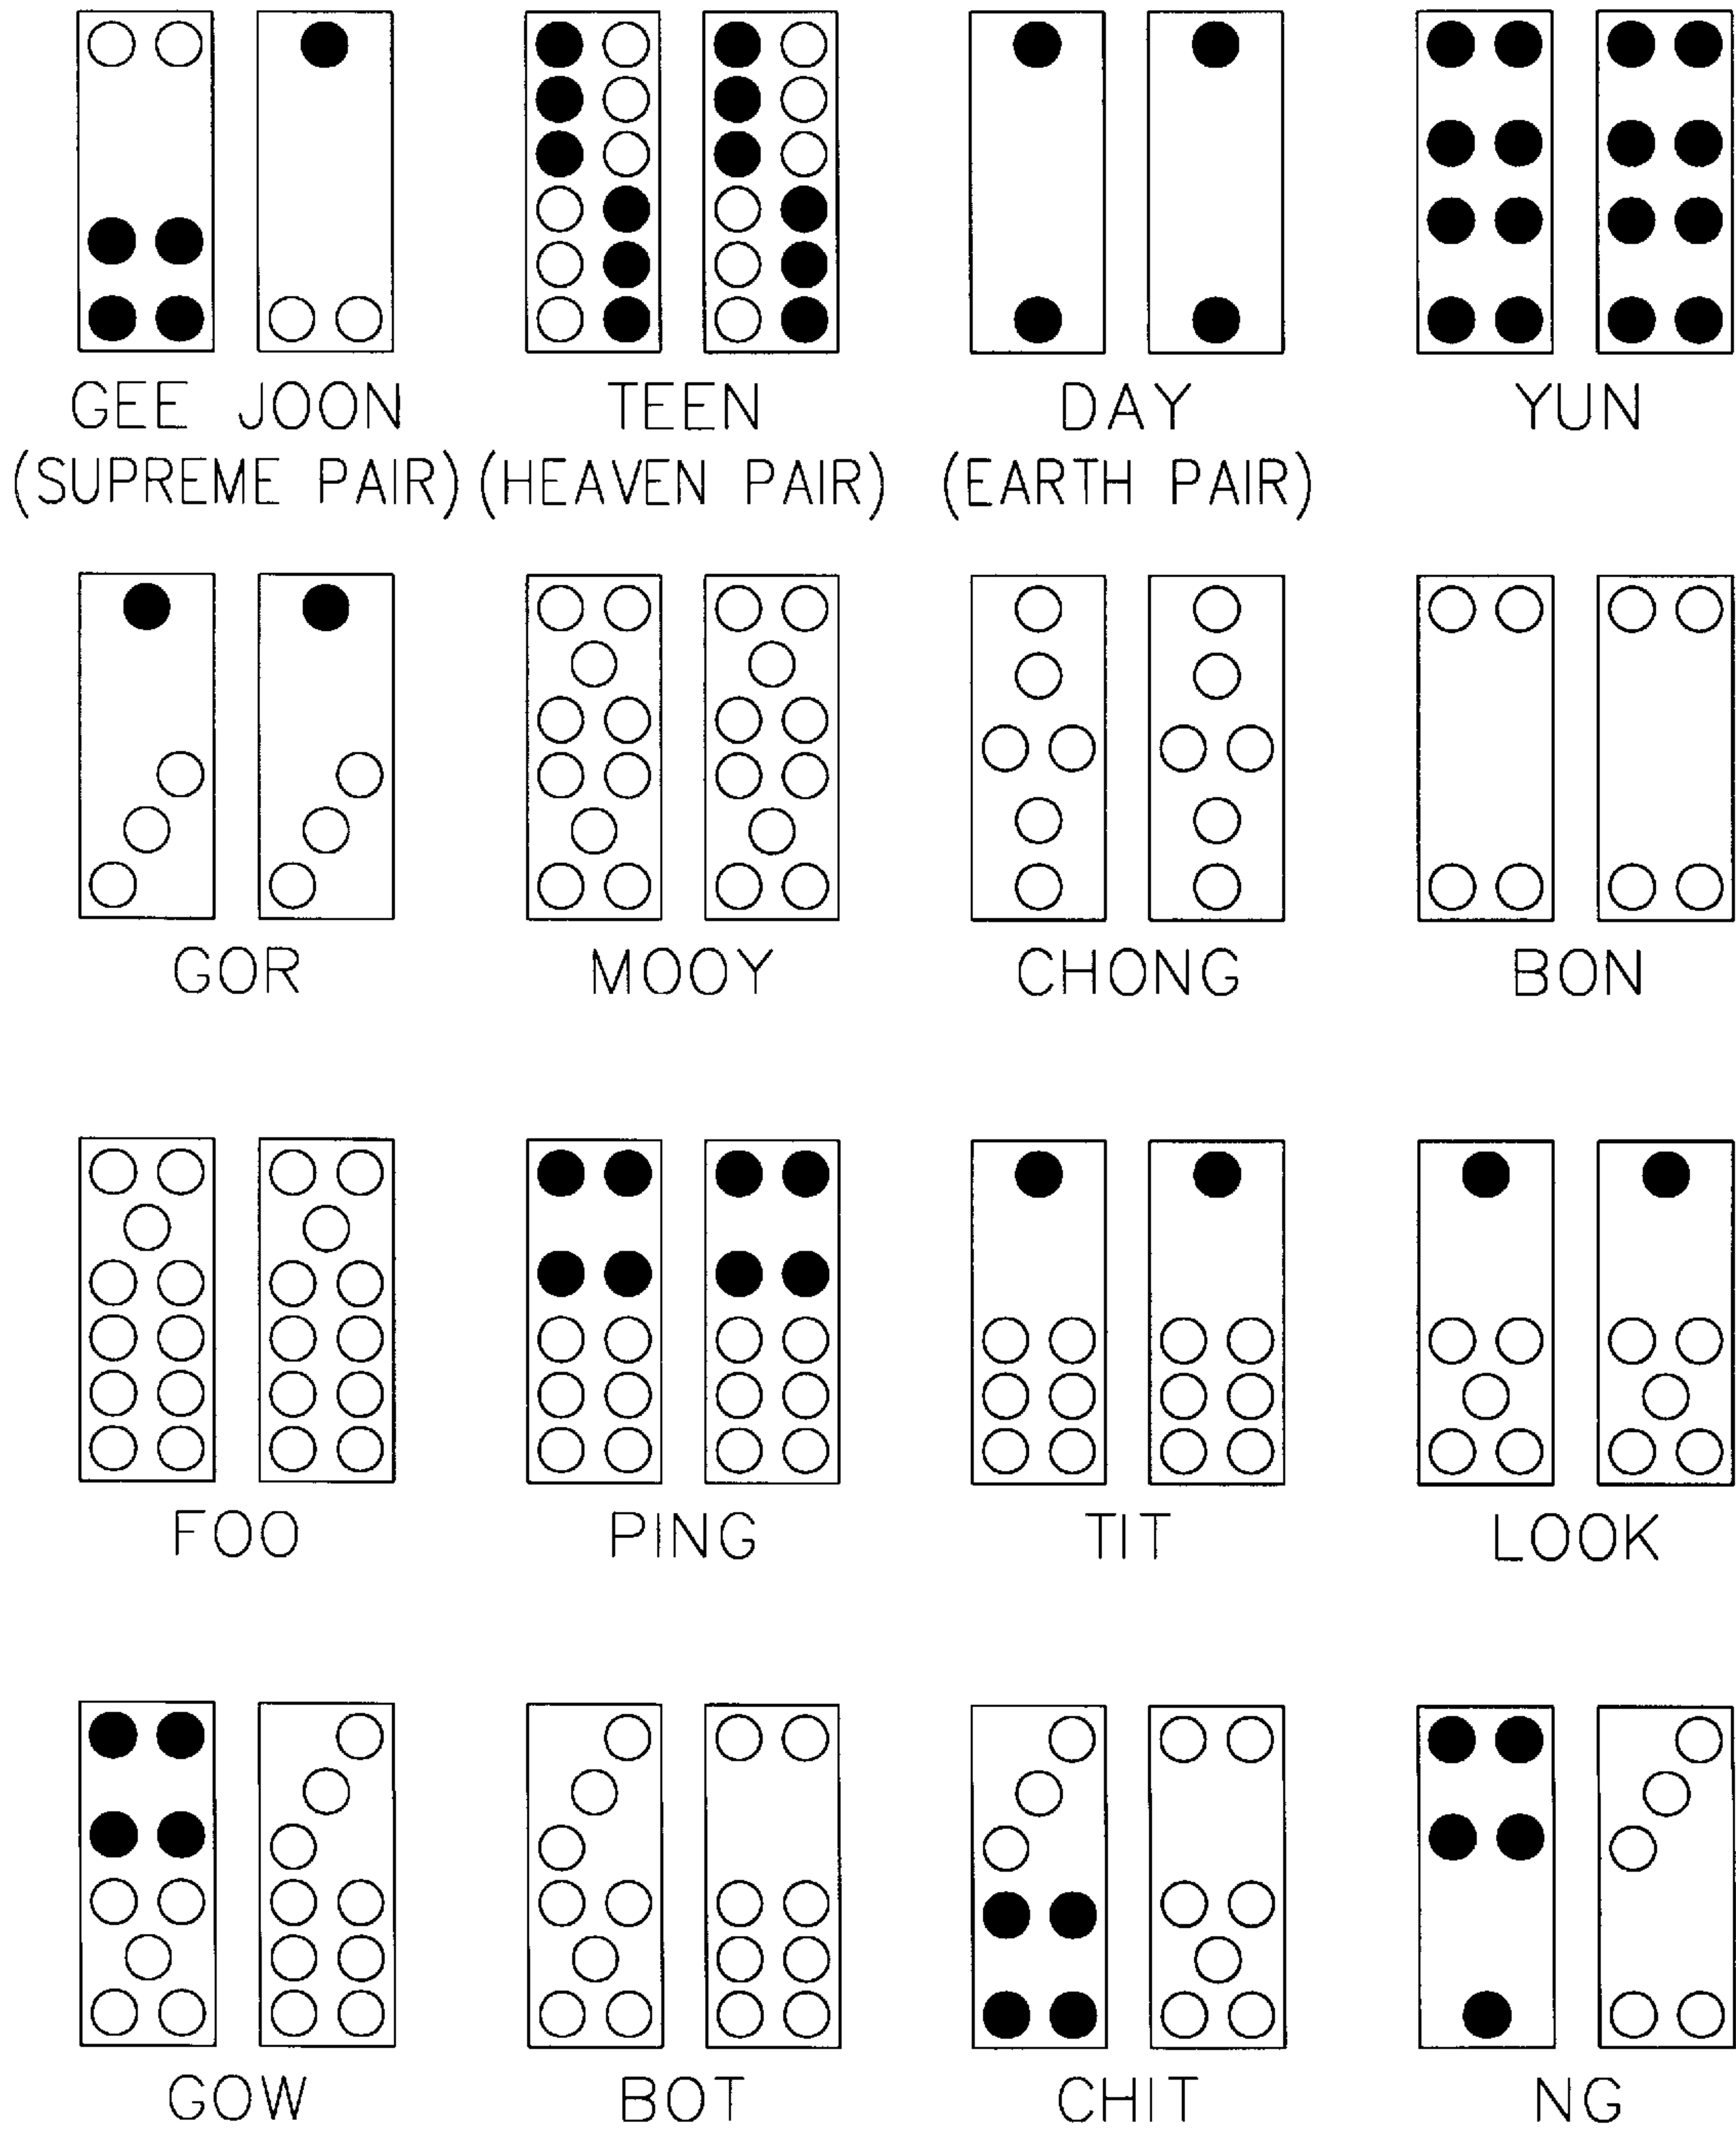 GEE JOON TEEN DAY YUN
(SUPREME PAIR) (HEAVEN PAIR) (EARTH PAIR)
GOR MOOY CHONG BON
FOO PING TIT LOOK
GOW BOT CHIT NG